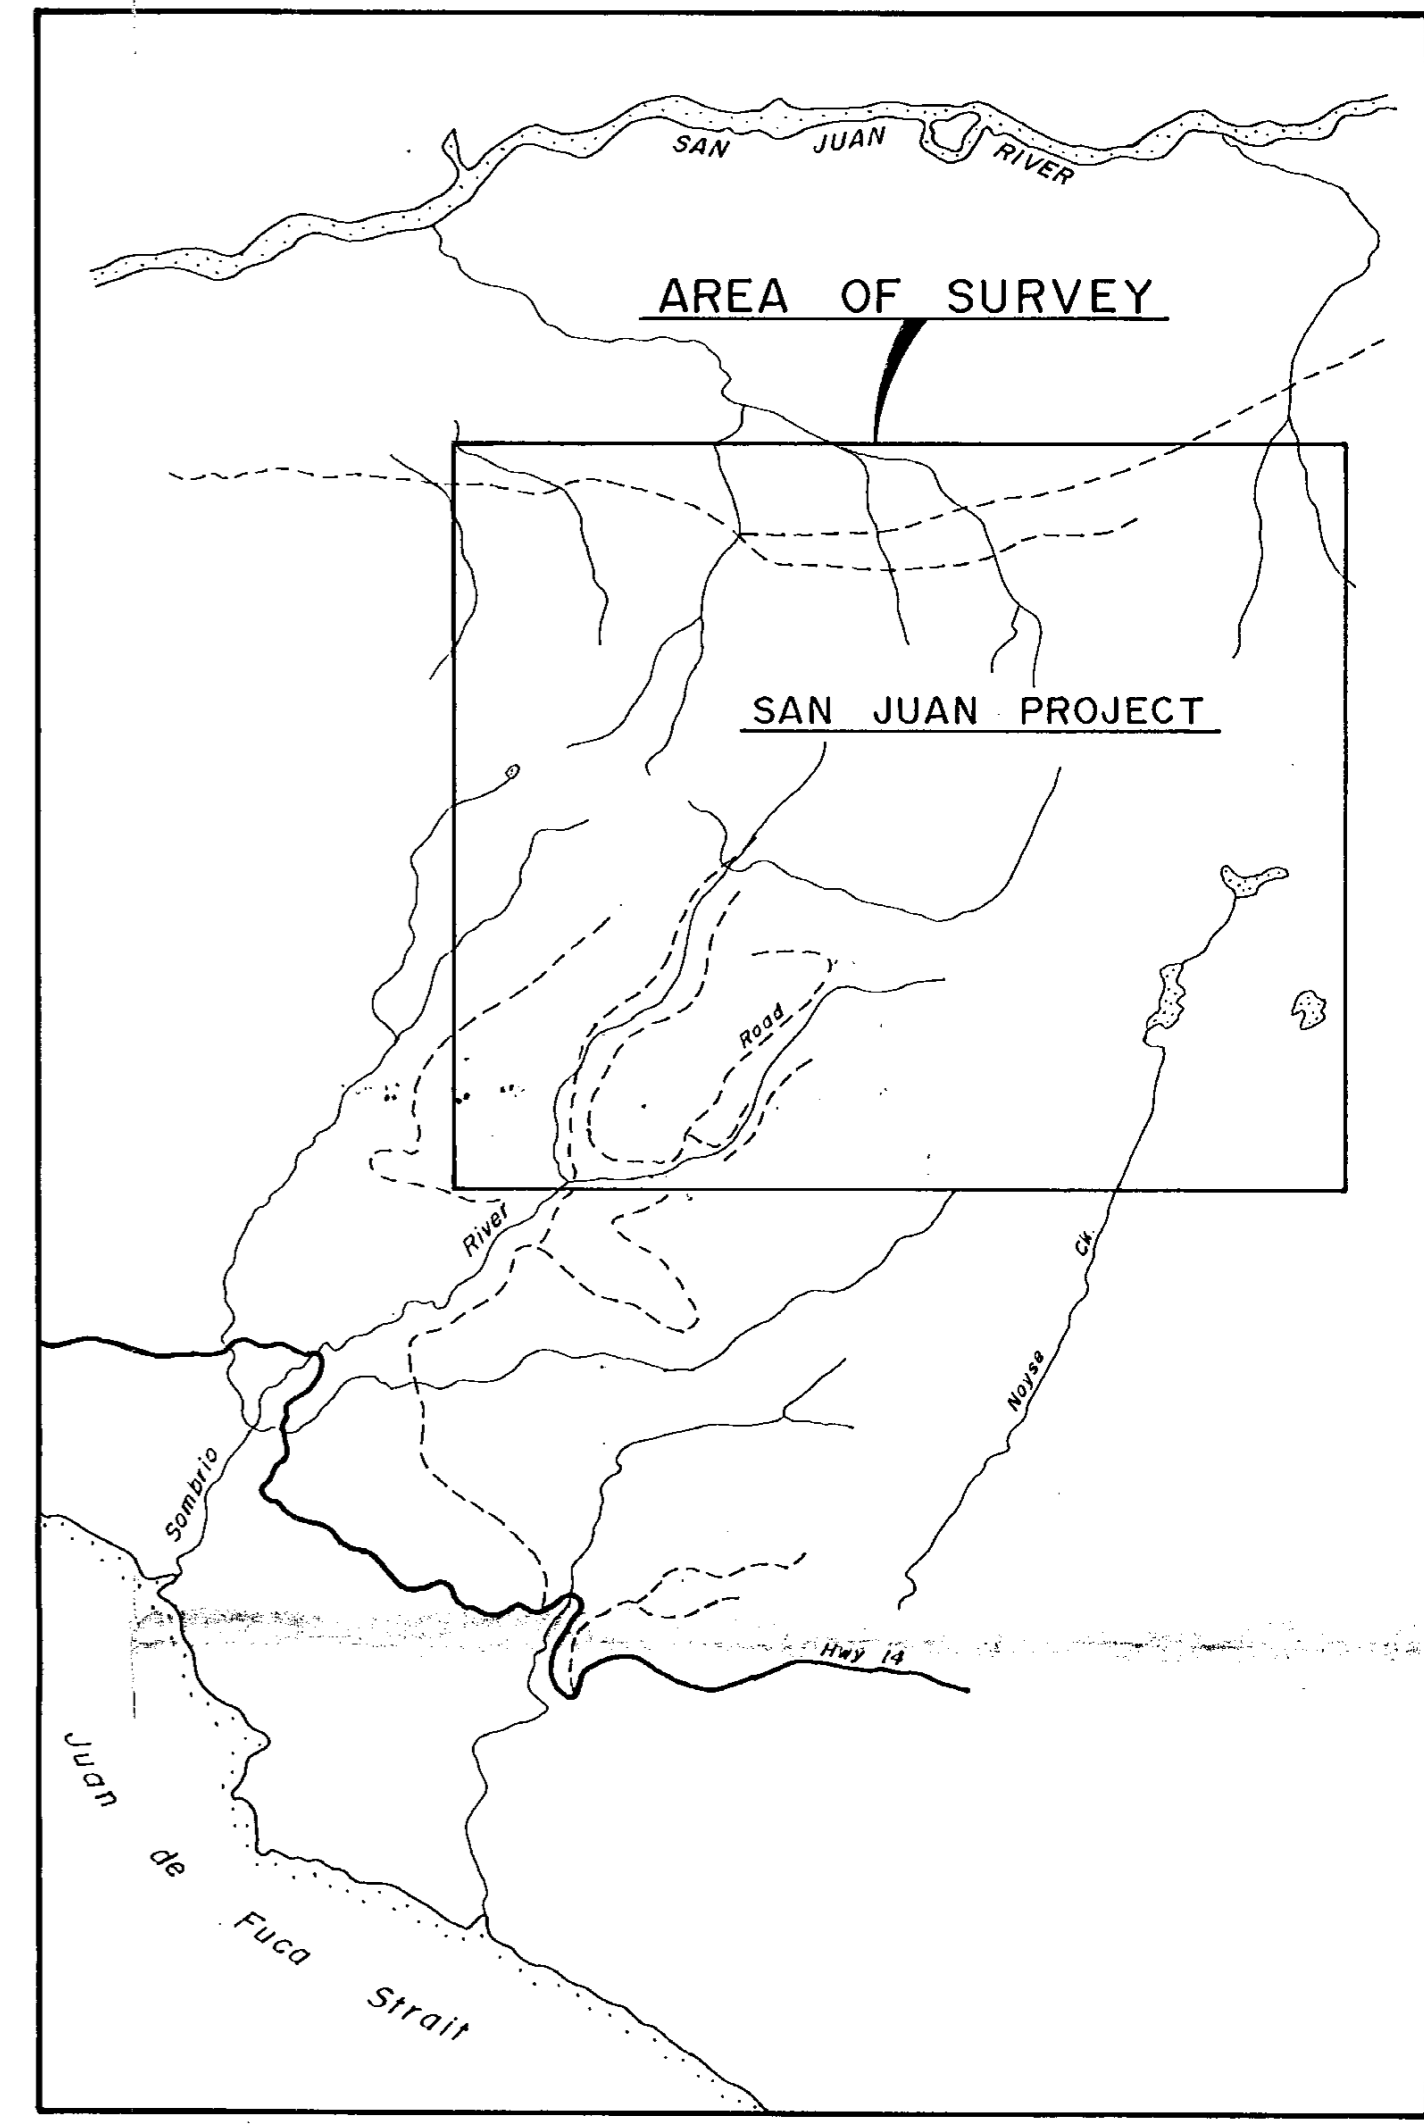 SAN JUAN RIVER
AREA OF SURVEY
SAN JUAN PROJECT
Road
River
Ck.
Noyse
Sombrio
Hwy 14
Juan de Fuca Strait